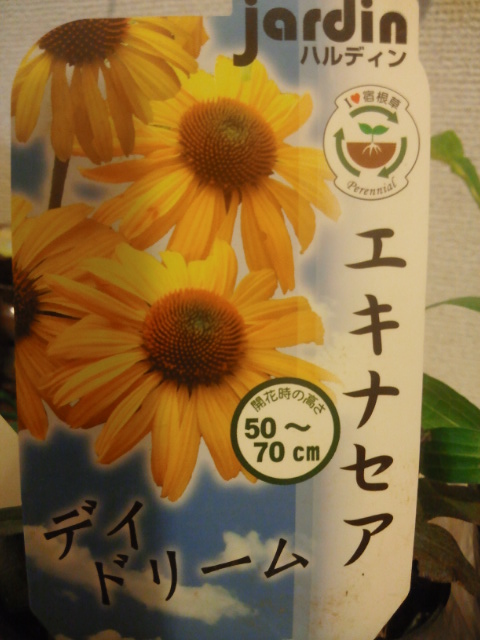 jardin
ハルディン
I♥宿根草
Perennial
エキナセア
開花時の高さ
50～
70cm
デイ
ドリーム